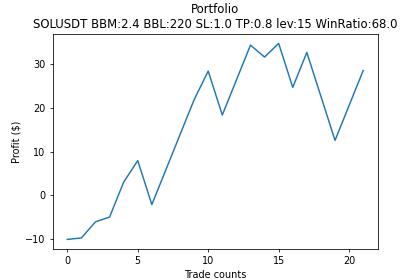 Portfolio
SOLUSDT BBM:2.4 BBL:220 SL:1.0 TP:0.8 lev:15 WinRatio:68.0
30
20
10
0
−10
Profit ($)
0 5 10 15 20
Trade counts